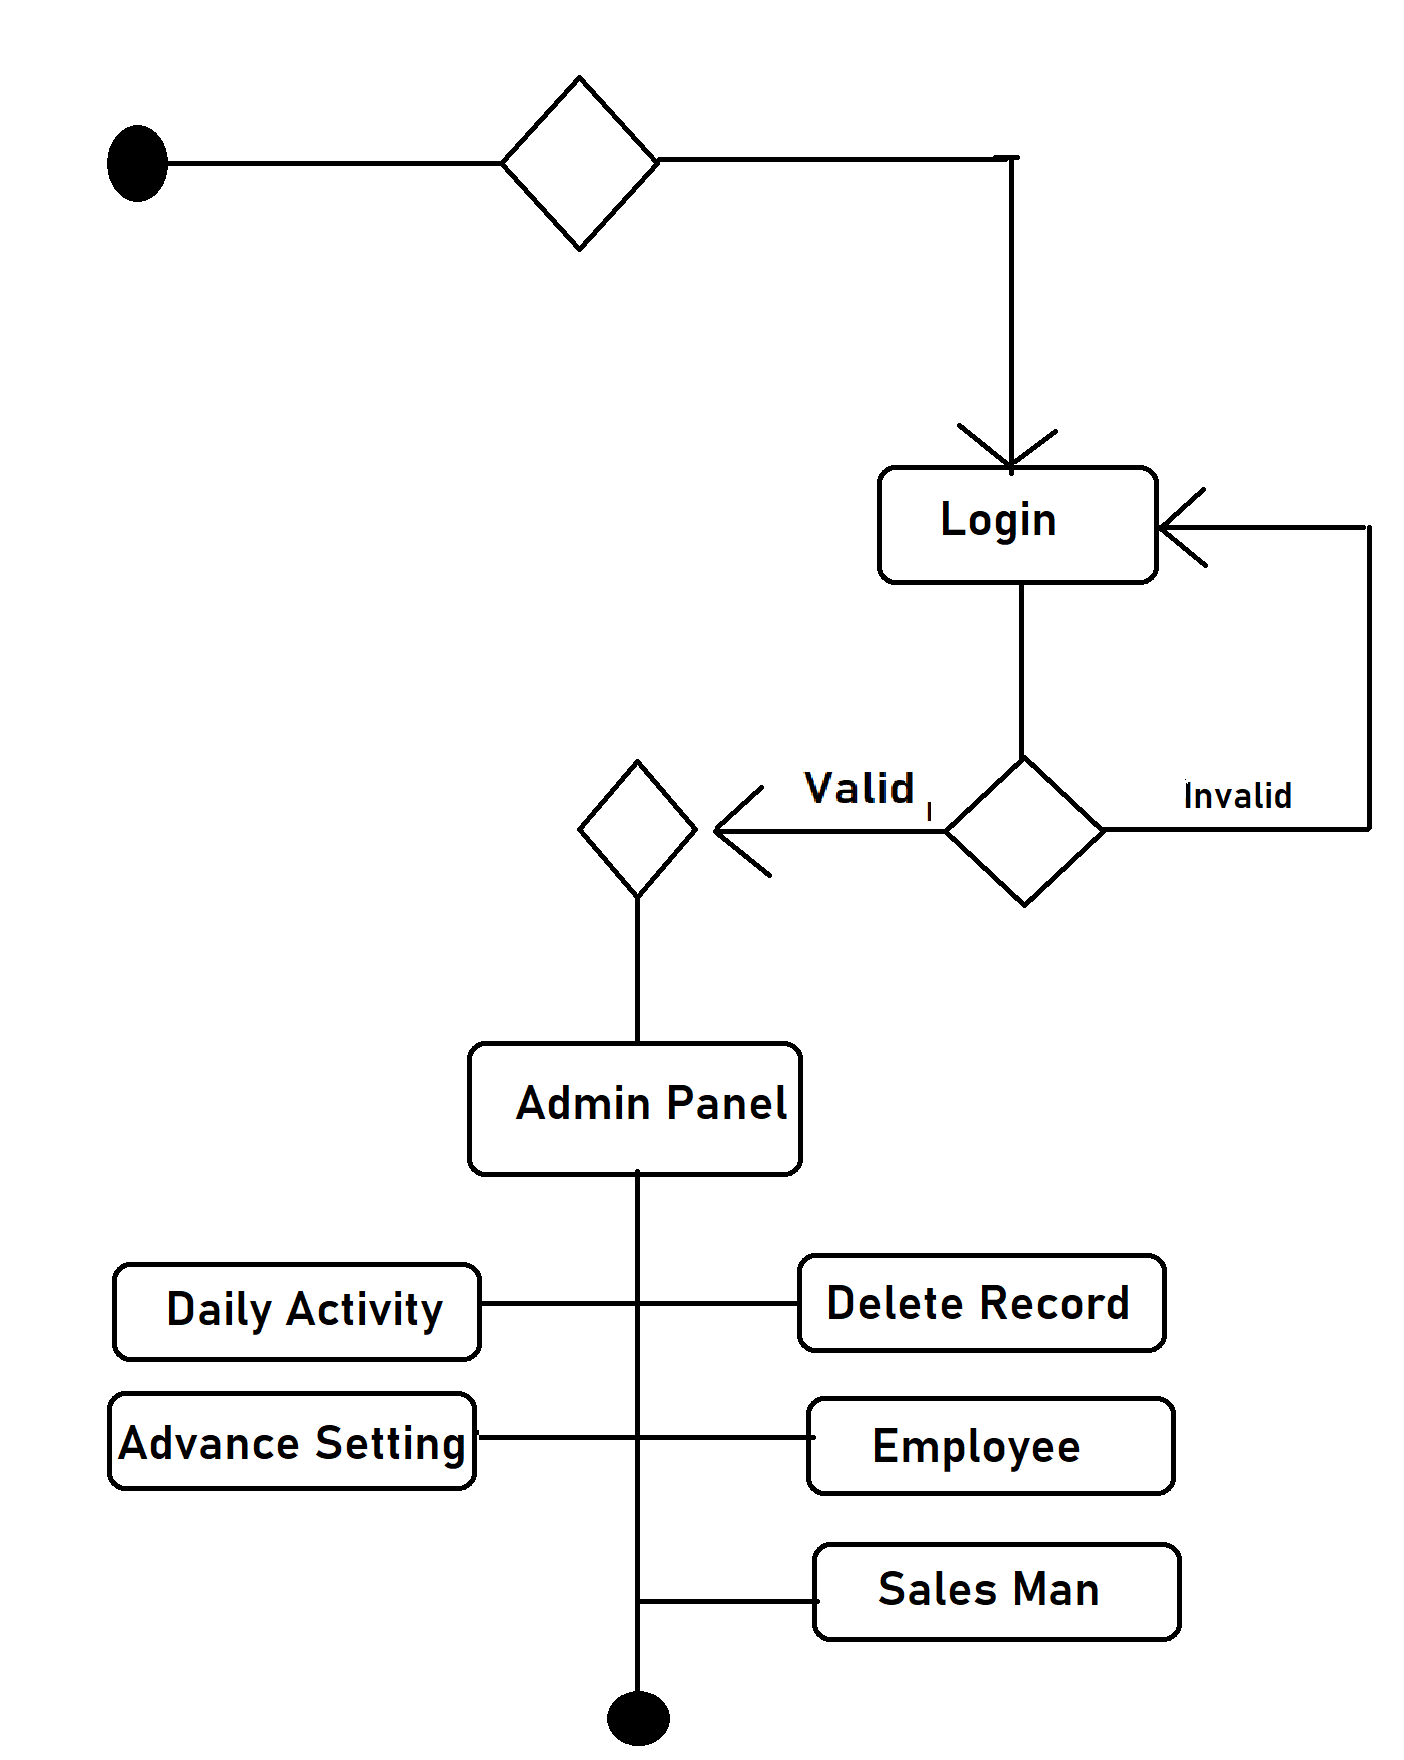 Login
Valid
Invalid
Admin Panel
Daily Activity
Delete Record
Advance Setting
Employee
Sales Man